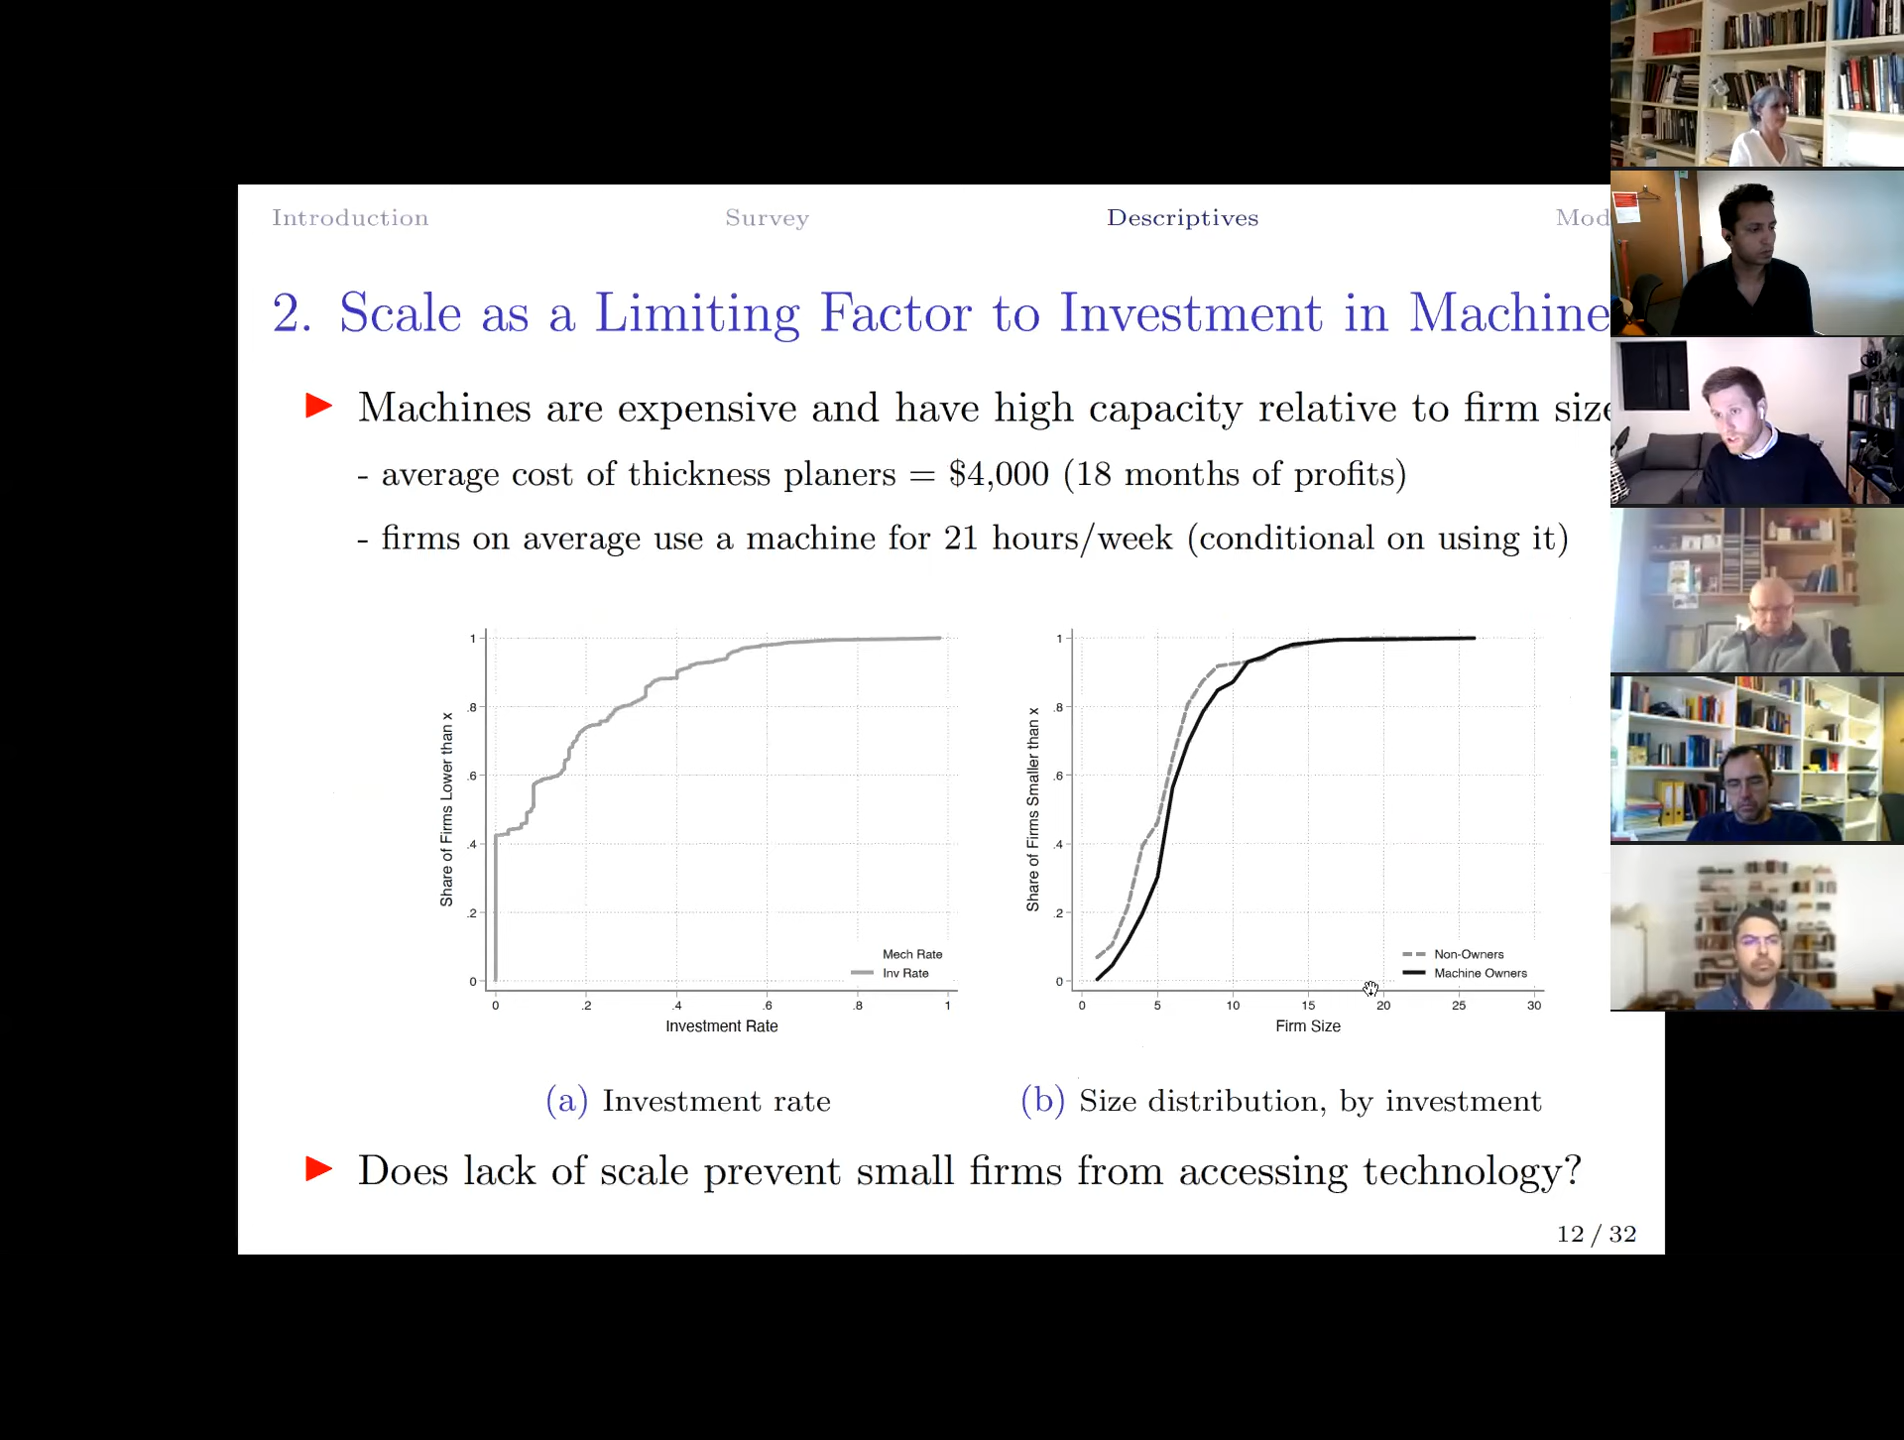 Introduction Survey Descriptives Mod
2. Scale as a Limiting Factor to Investment in Machine
Machines are expensive and have high capacity relative to firm size
- average cost of thickness planers = $4,000 (18 months of profits)
- firms on average use a machine for 21 hours/week (conditional on using it)
Share of Firms Lower than x
1
.8
.6
.4
.2
0
Mech Rate
Inv Rate
0 .2 .4 .6 .8 1
Investment Rate
Share of Firms Smaller than x
1
.8
.6
.4
.2
0
Non-Owners
Machine Owners
0 5 10 15 20 25 30
Firm Size
(a) Investment rate
(b) Size distribution, by investment
Does lack of scale prevent small firms from accessing technology?
12 / 32